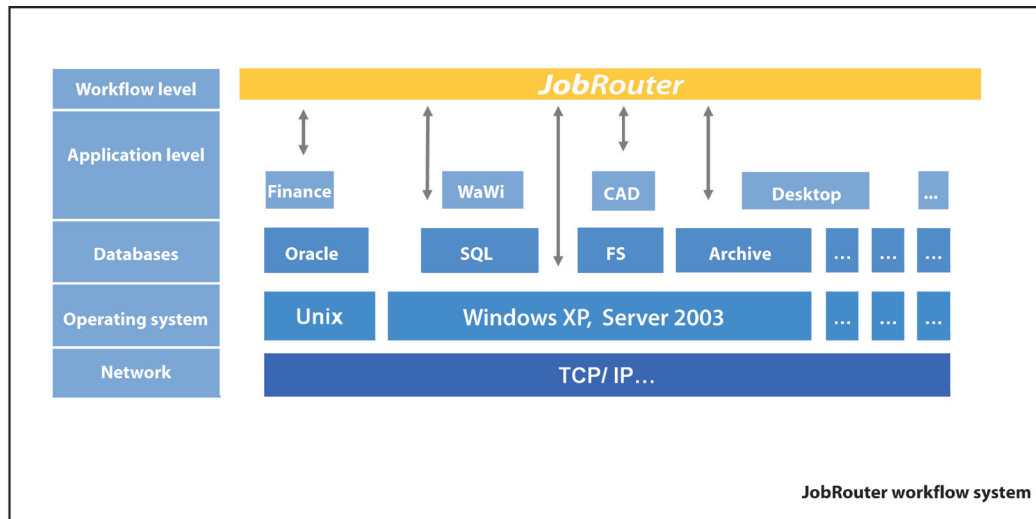 Workflow level
JobRouter
Application level
Finance
WaWi
CAD
Desktop
...
Databases
Oracle
SQL
FS
Archive
...
...
...
Operating system
Unix
Windows XP, Server 2003
...
...
...
Network
TCP/ IP...
JobRouter workflow system